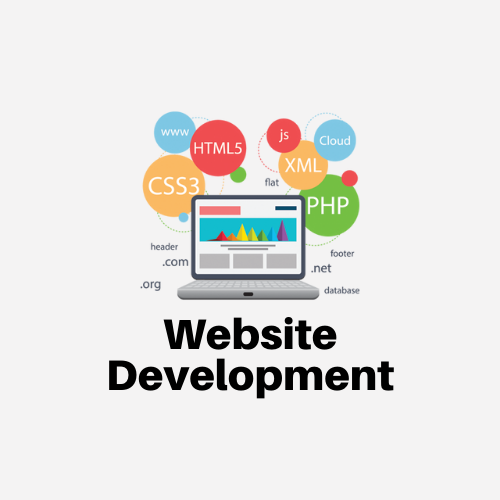 www
HTML5
js
Cloud
XML
CSS3
flat
PHP
header
.com
footer
.net
.org
database
Website
Development